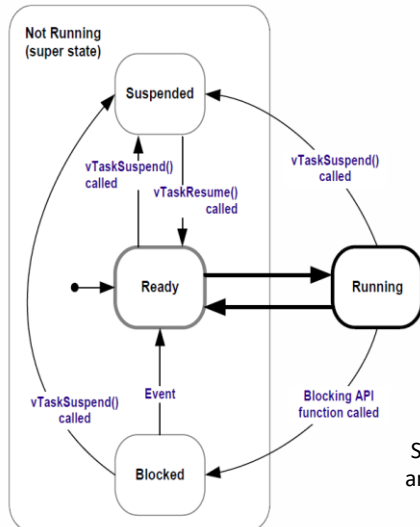 Not Running
(super state)
Suspended
vTaskSuspend()
called
vTaskResume()
called
vTaskSuspend()
called
Ready
Running
Event
vTaskSuspend()
called
Blocking API
function called
Blocked